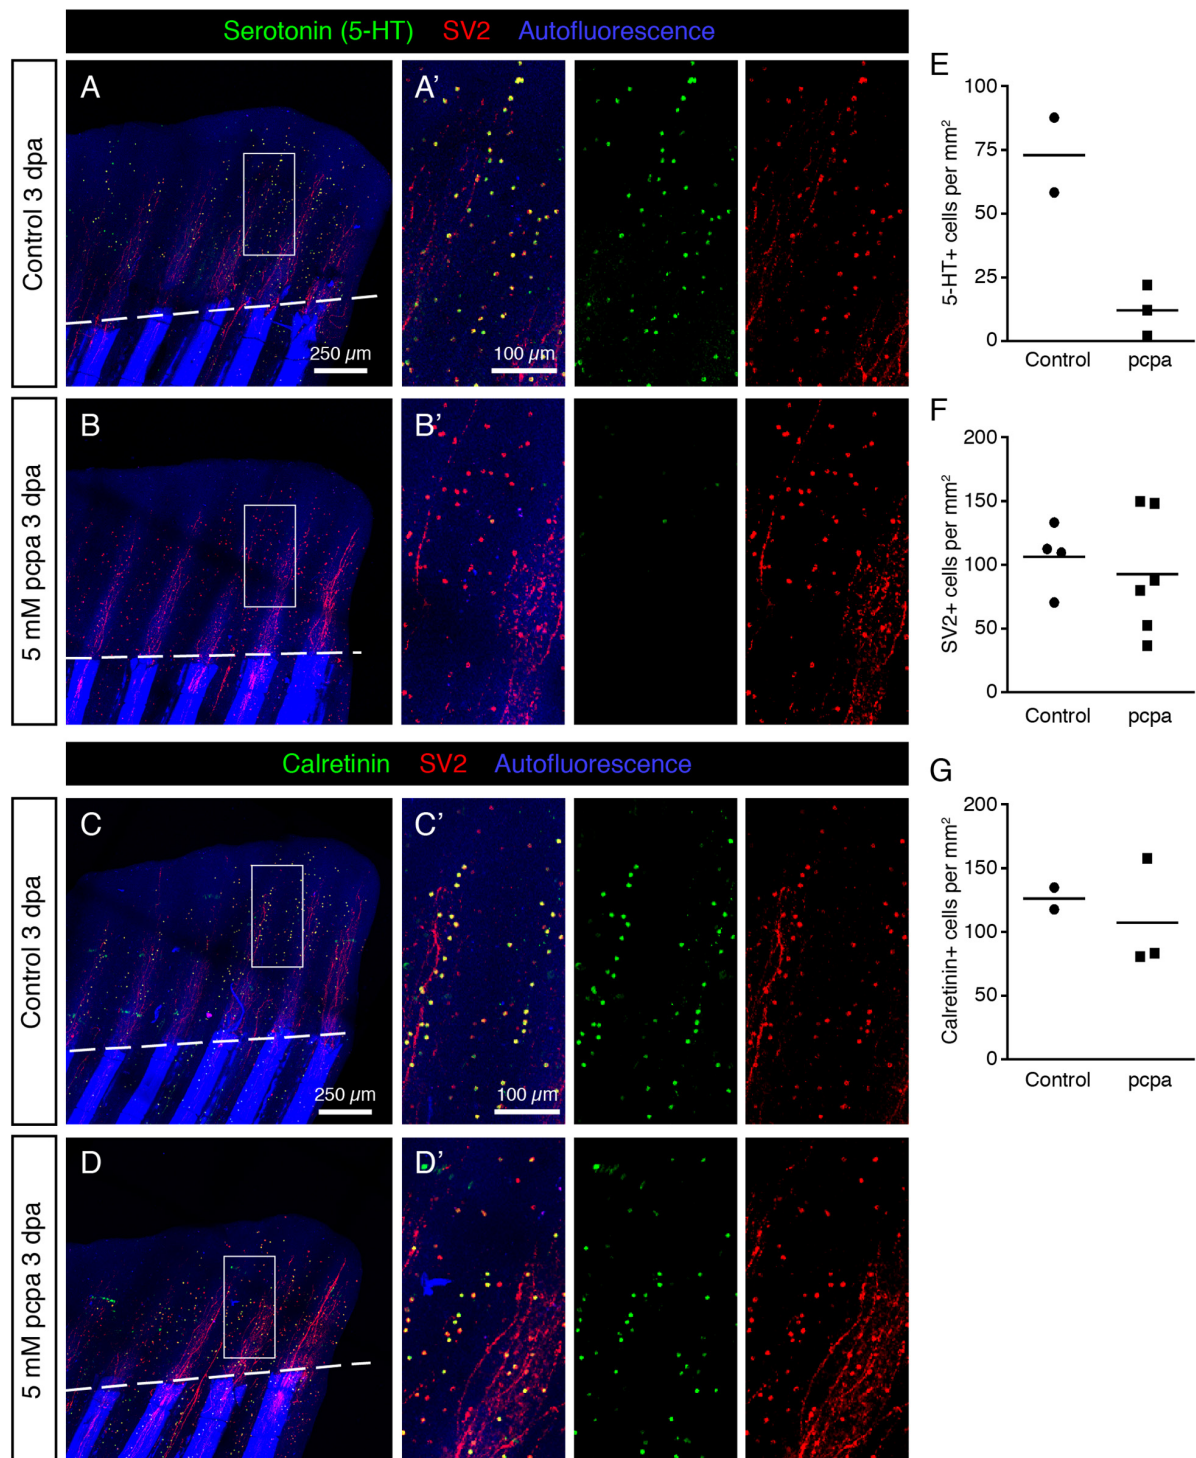 Serotonin (5-HT) SV2 Autofluorescence
Control 3 dpa
A
250 µm
A'
100 µm
E
5-HT+ cells per mm²
100
75
50
25
0
Control pcpa
5 mM pcpa 3 dpa
B
B'
F
SV2+ cells per mm²
200
150
100
50
0
Control pcpa
Calretinin SV2 Autofluorescence
Control 3 dpa
C
250 µm
C'
100 µm
G
Calretinin+ cells per mm²
200
150
100
50
0
Control pcpa
5 mM pcpa 3 dpa
D
D'